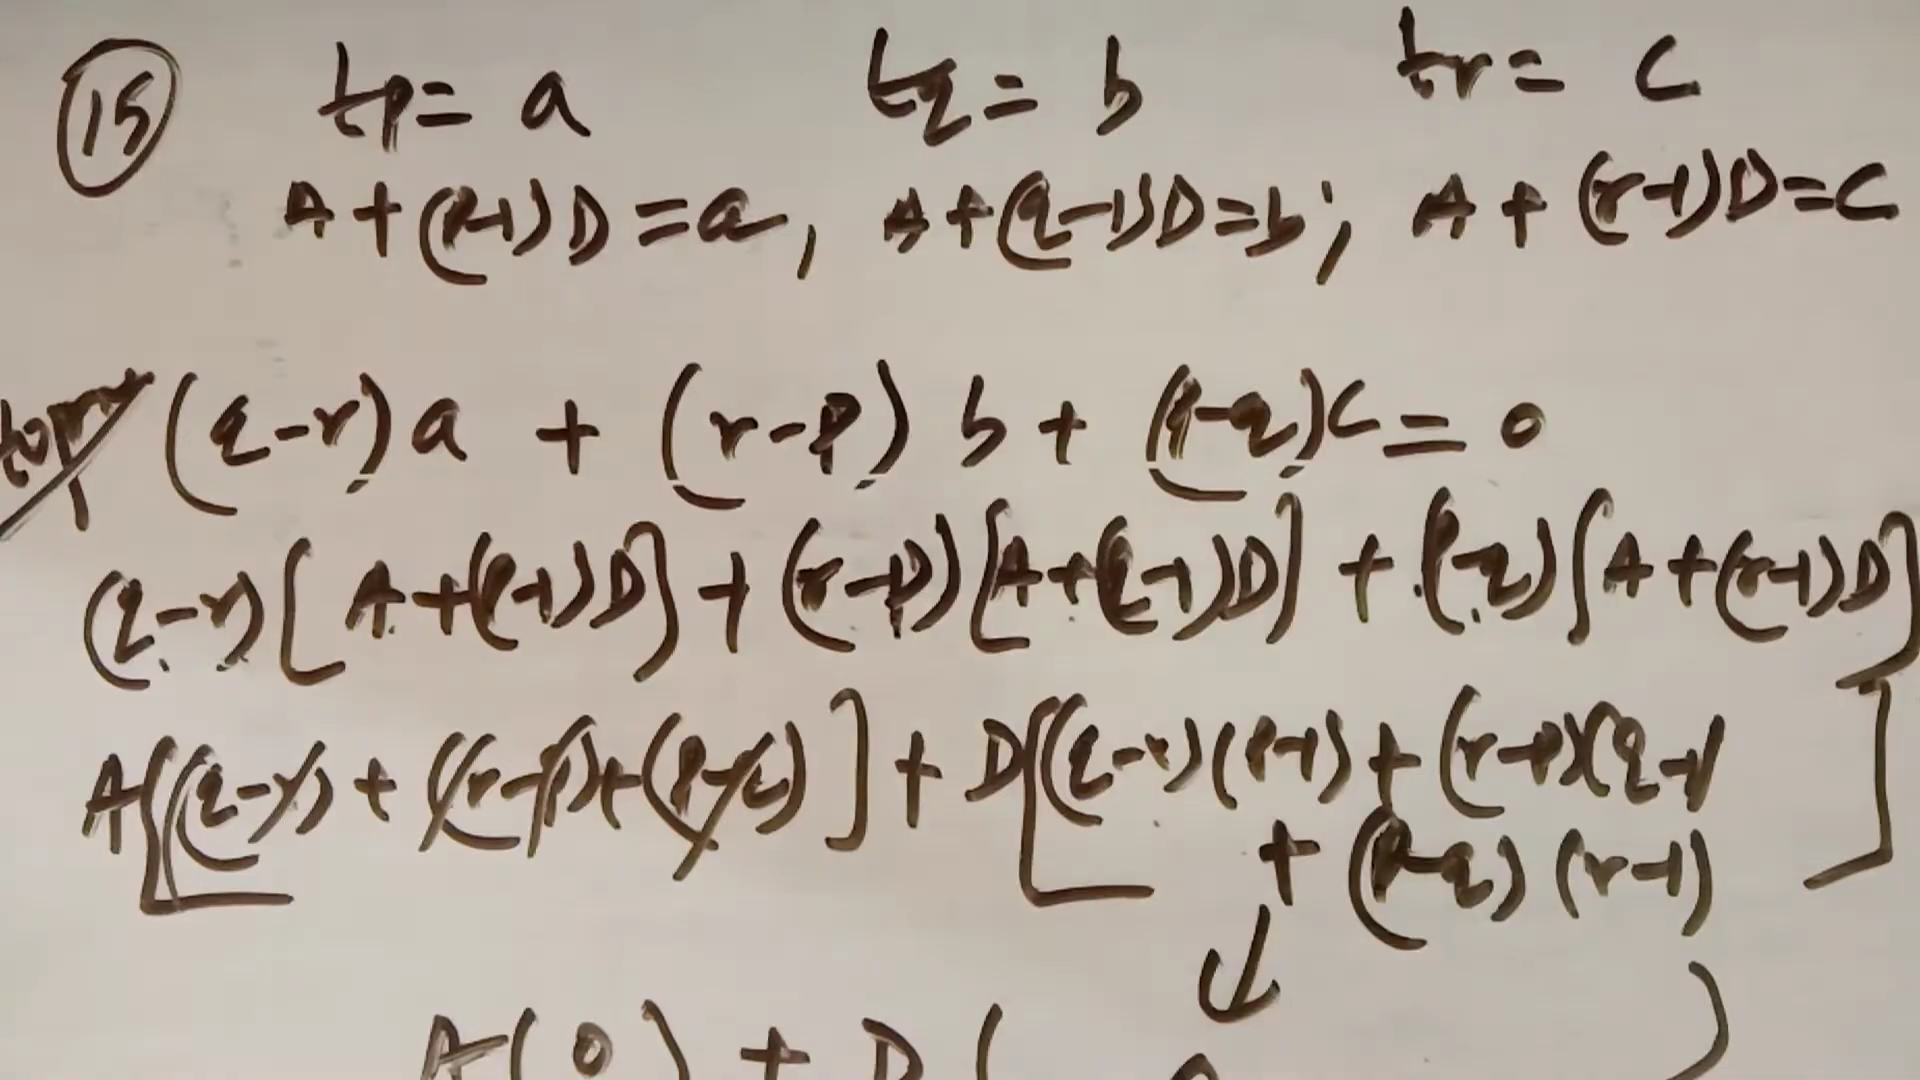 15 tp = a tq = b tr = c
A + (p-1)D = a, A + (q-1)D = b; A + (r-1)D = C
(q-r)a + (r-p)b + (p-q)c = 0
(q-r)[A+(p-1)D] + (r-p)[A+(q-1)D] + (p-q)[A+(r-1)D]
A[(q-r) + (r-p)+(p-q)] + D[(q-r)(p-1) + (r-p)(q-1
+ (p-q)(r-1)]
↓
A(0) + D( )